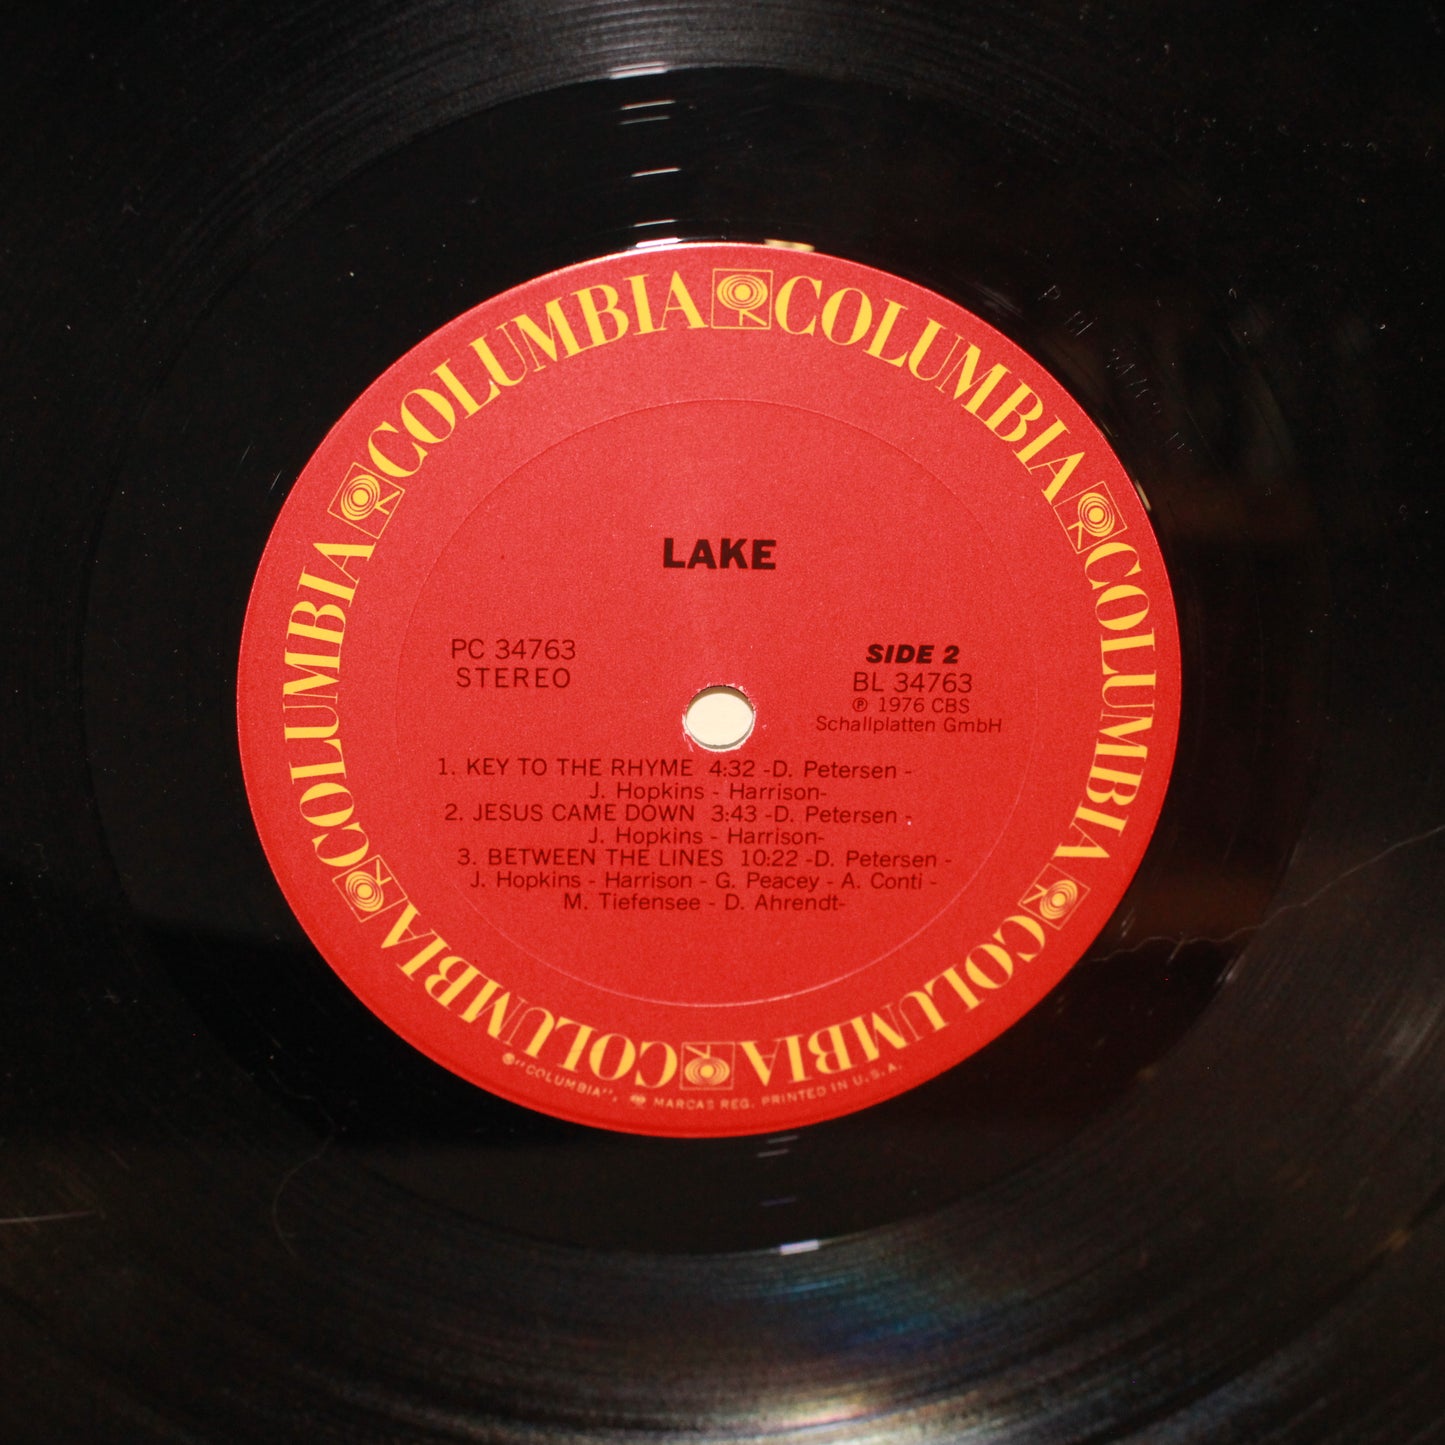 COLUMBIA COLUMBIA COLUMBIA COLUMBIA COLUMBIA COLUMBIA
LAKE
PC 34763
STEREO
SIDE 2
BL 34763
℗ 1976 CBS
Schallplatten GmbH
1. KEY TO THE RHYME 4:32 -D. Petersen -
J. Hopkins - Harrison-
2. JESUS CAME DOWN 3:43 -D. Petersen -
J. Hopkins - Harrison-
3. BETWEEN THE LINES 10:22 -D. Petersen -
J. Hopkins - Harrison - G. Peacey - A. Conti -
M. Tiefensee - D. Ahrendt-
"COLUMBIA", MARCAS REG. PRINTED IN U.S.A.